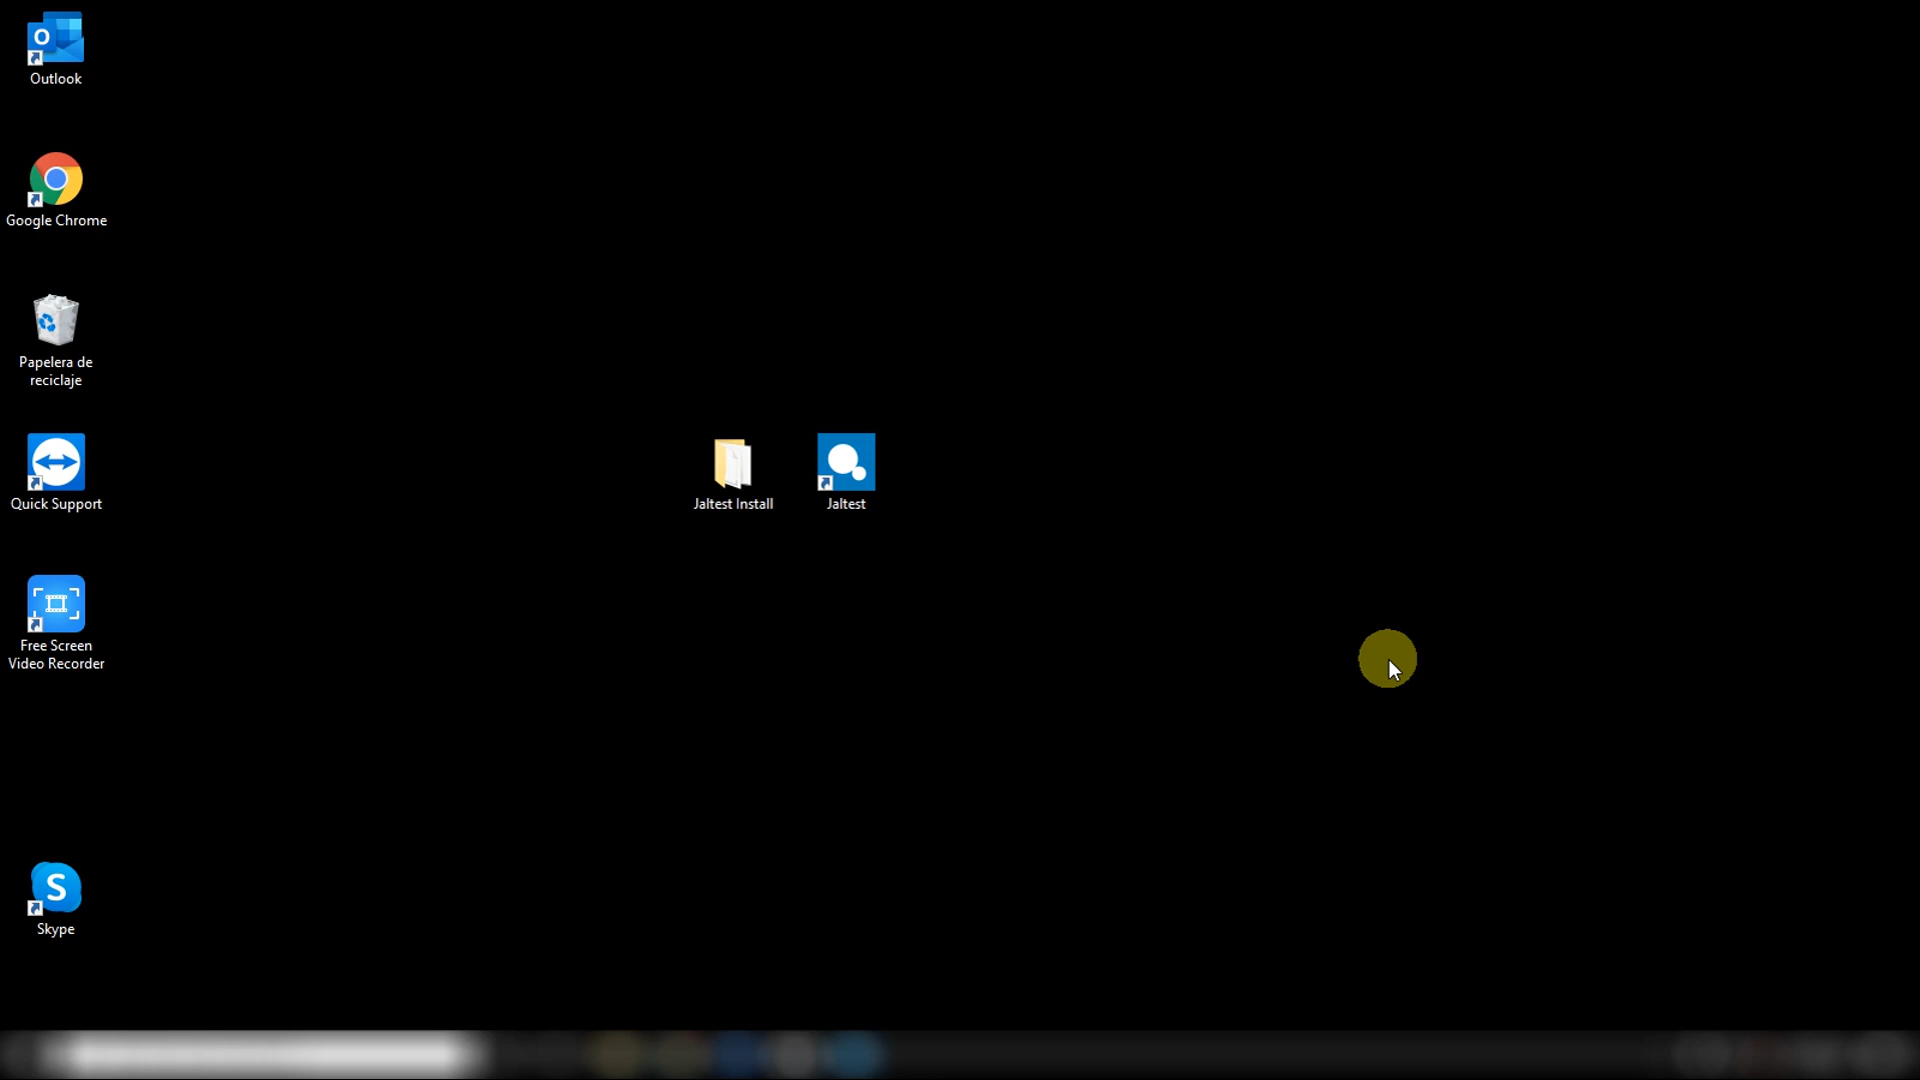 Outlook
Google Chrome
Papelera de
reciclaje
Quick Support
Jaltest Install
Jaltest
Free Screen
Video Recorder
S
Skype